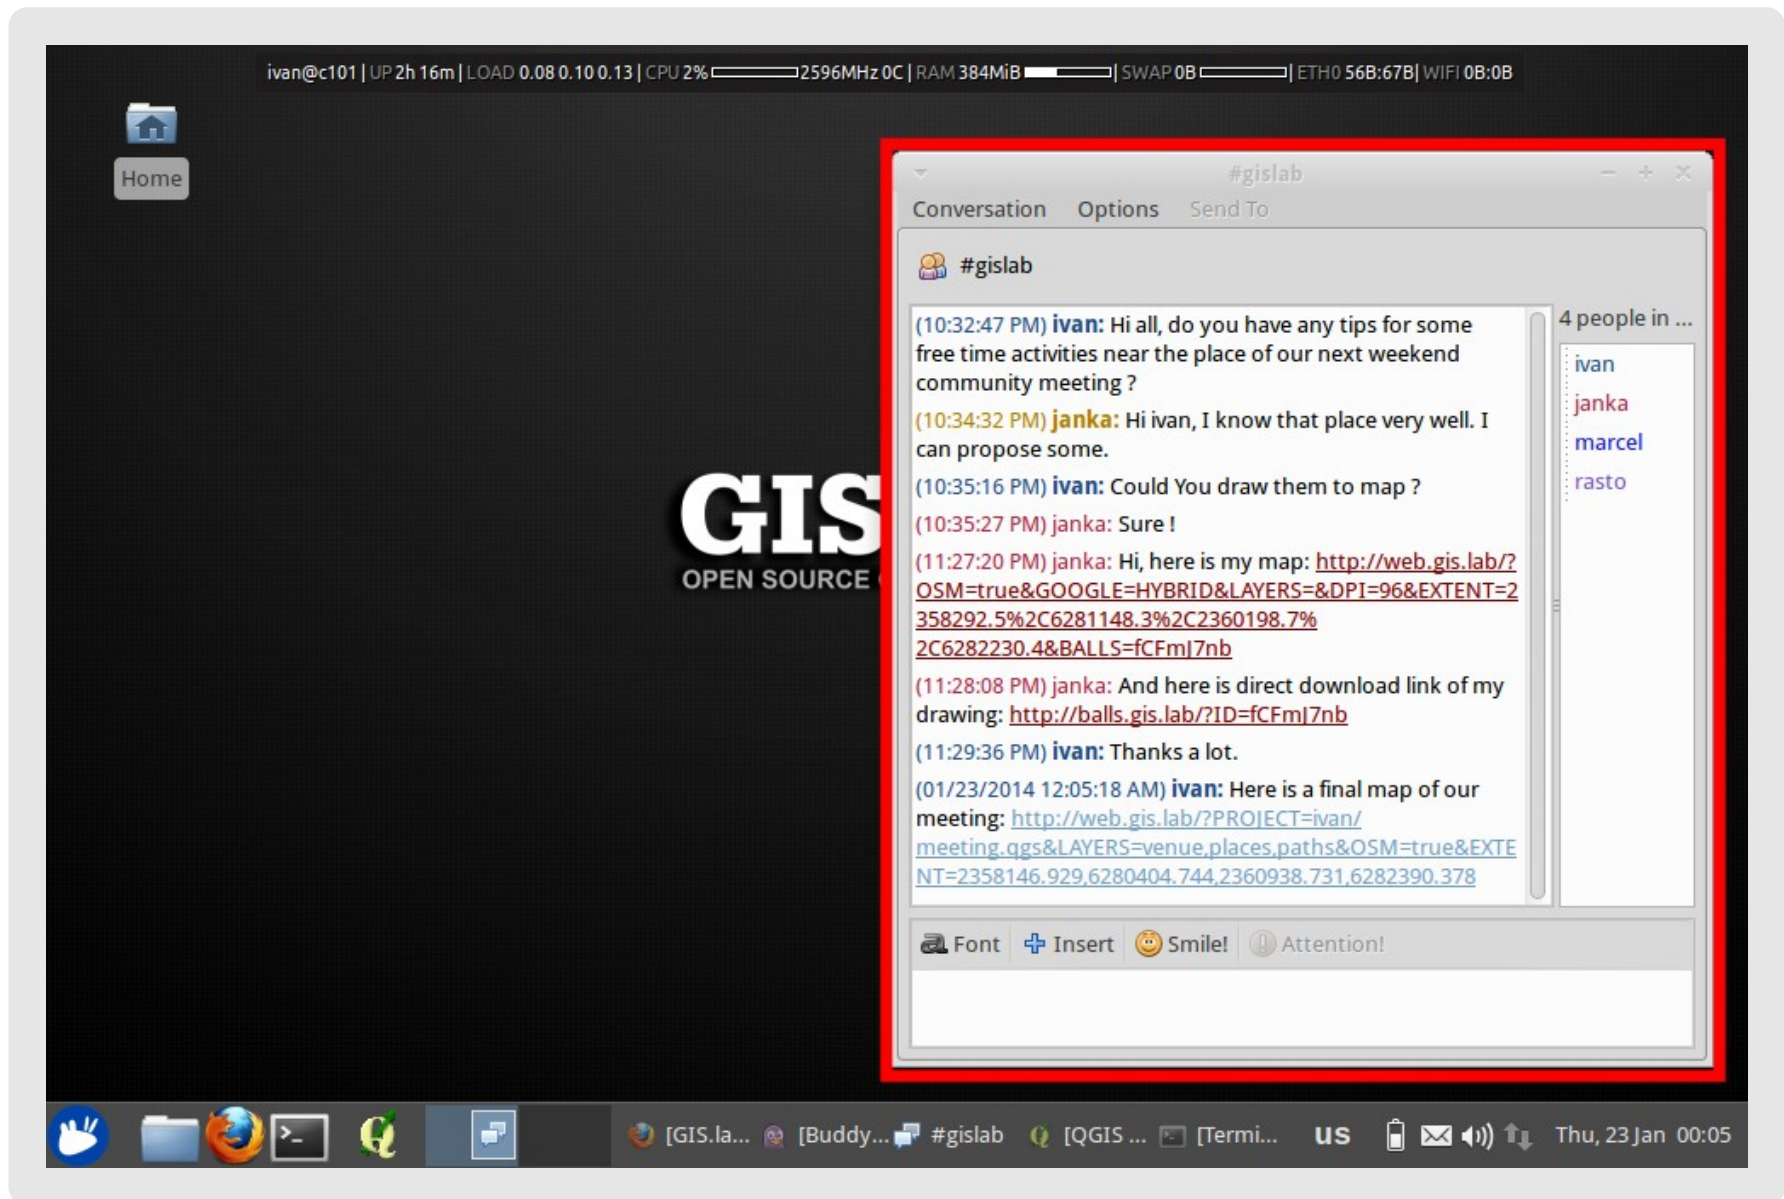 ivan@c101 | UP 2h 16m | LOAD 0.08 0.10 0.13 | CPU 2% 2596MHz 0C | RAM 384MiB | SWAP 0B | ETH0 56B:67B| WIFI 0B:0B
Home
#gislab
Conversation Options Send To
#gislab
(10:32:47 PM) ivan: Hi all, do you have any tips for some
free time activities near the place of our next weekend
community meeting ?
(10:34:32 PM) janka: Hi ivan, I know that place very well. I
can propose some.
(10:35:16 PM) ivan: Could You draw them to map ?
(10:35:27 PM) janka: Sure !
(11:27:20 PM) janka: Hi, here is my map: http://web.gis.lab/?
OSM=true&GOOGLE=HYBRID&LAYERS=&DPI=96&EXTENT=2
358292.5%2C6281148.3%2C2360198.7%
2C6282230.4&BALLS=fCFmJ7nb
(11:28:08 PM) janka: And here is direct download link of my
drawing: http://balls.gis.lab/?ID=fCFmJ7nb
(11:29:36 PM) ivan: Thanks a lot.
(01/23/2014 12:05:18 AM) ivan: Here is a final map of our
meeting: http://web.gis.lab/?PROJECT=ivan/
meeting.qgs&LAYERS=venue,places,paths&OSM=true&EXTE
NT=2358146.929,6280404.744,2360938.731,6282390.378
4 people in ...
ivan
janka
marcel
rasto
Font Insert Smile! Attention!
GIS
OPEN SOURCE
[GIS.la... [Buddy... #gislab [QGIS ... [Termi... US Thu, 23 Jan 00:05